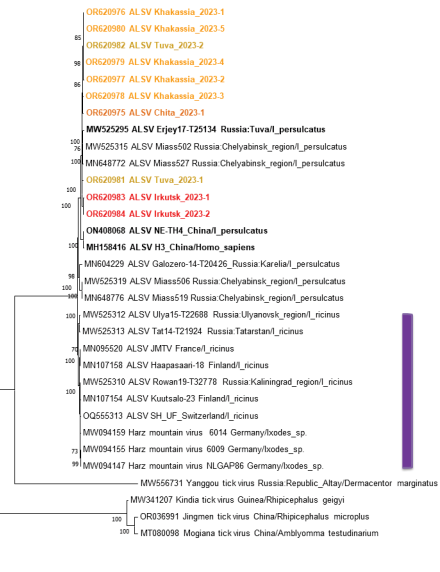 OR620976 ALSV Khakassia_2023-1
OR620980 ALSV Khakassia_2023-5
85
OR620982 ALSV Tuva_2023-2
98
OR620979 ALSV Khakassia_2023-4
86
OR620977 ALSV Khakassia_2023-2
OR620978 ALSV Khakassia_2023-3
OR620975 ALSV Chita_2023-1
MW525295 ALSV Erjey17-T25134 Russia:Tuva/I_persulcatus
100
76
MW525315 ALSV Miass502 Russia:Chelyabinsk_region/I_persulcatus
MN648772 ALSV Miass527 Russia:Chelyabinsk_region/I_persulcatus
100
OR620981 ALSV Tuva_2023-1
OR620983 ALSV Irkutsk_2023-1
100
OR620984 ALSV Irkutsk_2023-2
ON408068 ALSV NE-TH4_China/I_persulcatus
100
MH158416 ALSV H3_China/Homo_sapiens
MN604229 ALSV Galozero-14-T20426_Russia:Karelia/I_persulcatus
98
MW525319 ALSV Miass506 Russia:Chelyabinsk_region/I_persulcatus
100
100
MN648776 ALSV Miass519 Russia:Chelyabinsk_region/I_persulcatus
100
MW525312 ALSV Ulya15-T22688 Russia:Ulyanovsk_region/I_ricinus
MW525313 ALSV Tat14-T21924 Russia:Tatarstan/I_ricinus
70
MN095520 ALSV JMTV France/I_ricinus
100
MN107158 ALSV Haapasaari-18 Finland/I_ricinus
MW525310 ALSV Rowan19-T32778 Russia:Kaliningrad_region/I_ricinus
100
MN107154 ALSV Kuutsalo-23 Finland/I_ricinus
OQ555313 ALSV SH_UF_Switzerland/I_ricinus
MW094159 Harz mountain virus 6014 Germany/Ixodes_sp.
73
MW094155 Harz mountain virus 6009 Germany/Ixodes_sp.
99
MW094147 Harz mountain virus NLGAP86 Germany/Ixodes_sp.
MW556731 Yanggou tick virus Russia:Republic_Altay/Dermacentor marginatus
MW341207 Kindia tick virus Guinea/Rhipicephalus geigyi
100
OR036991 Jingmen tick virus China/Rhipicephalus microplus
100
MT080098 Mogiana tick virus China/Amblyomma testudinarium